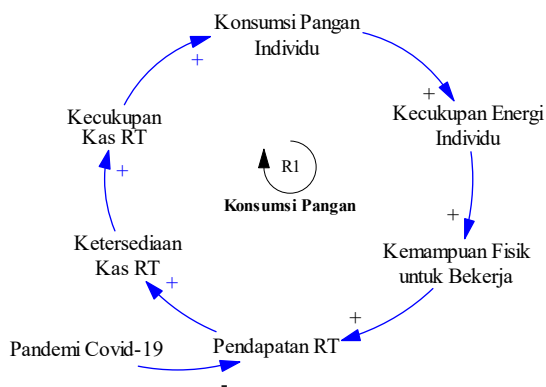 Konsumsi Pangan
Individu
+
+
Kecukupan
Kas RT
Kecukupan Energi
Individu
R1
+
Konsumsi Pangan
+
Ketersediaan
Kas RT
Kemampuan Fisik
untuk Bekerja
+
+
Pandemi Covid-19
Pendapatan RT
-